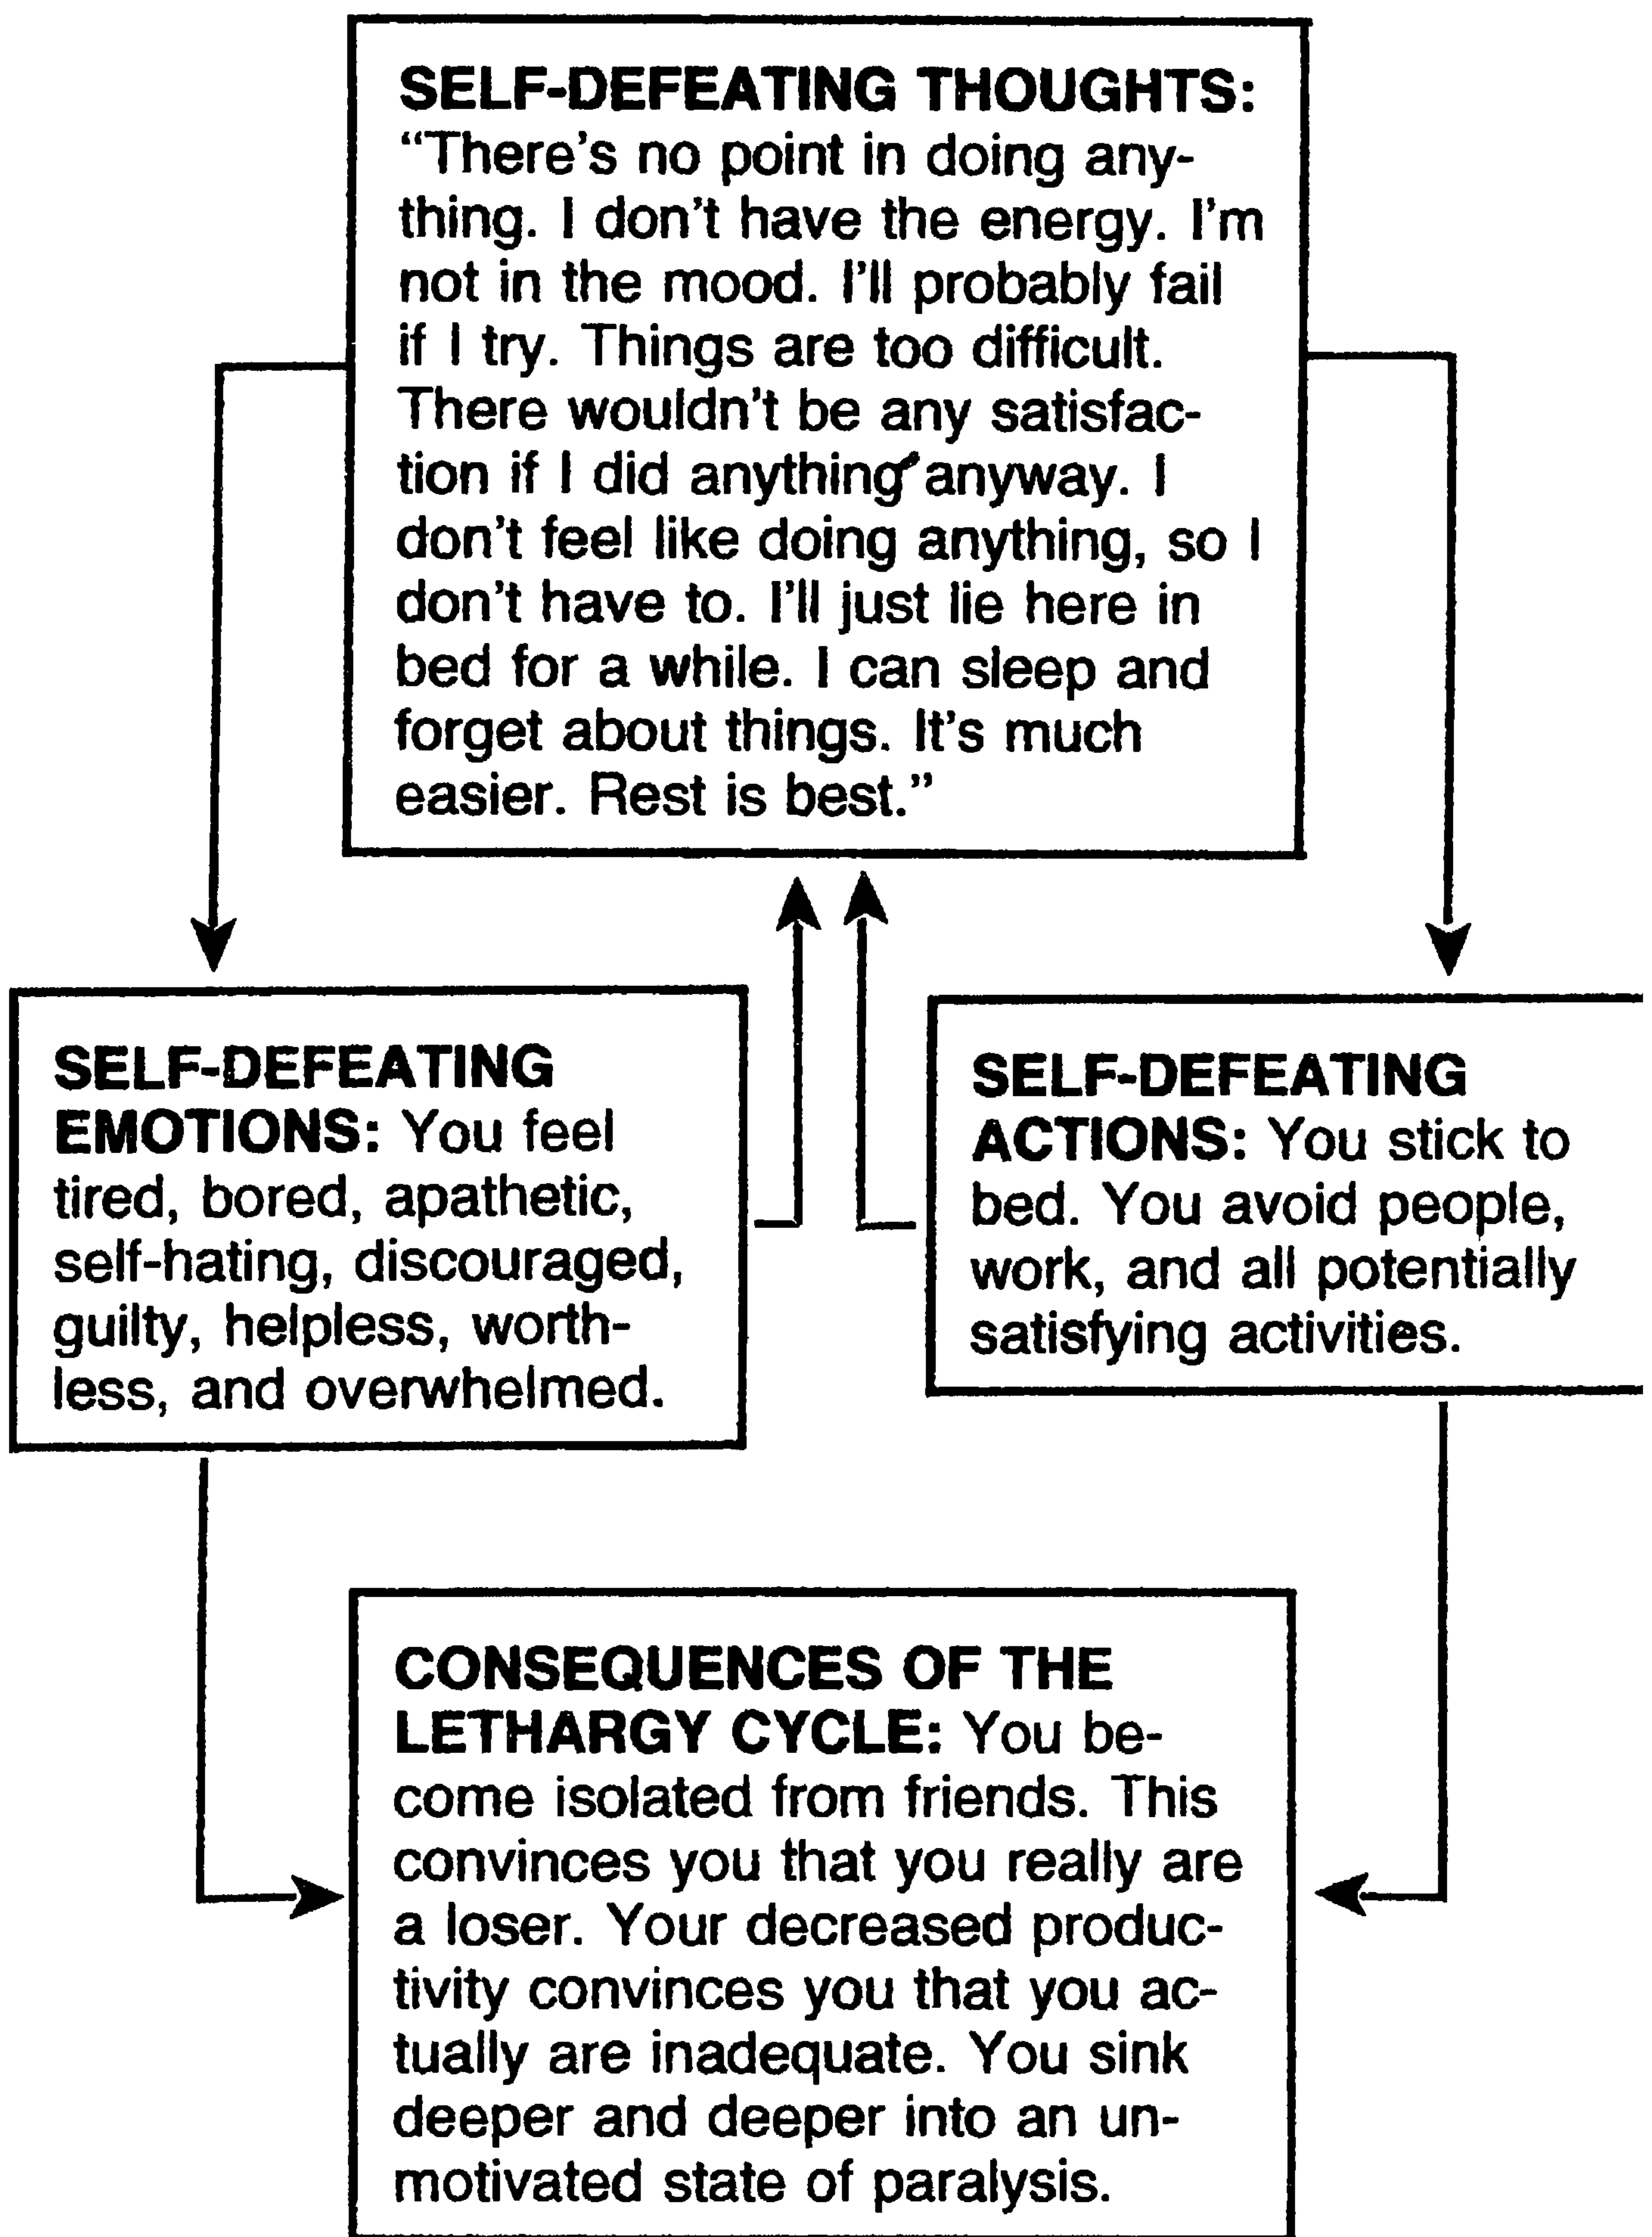 SELF-DEFEATING THOUGHTS:
“There's no point in doing any-
thing. I don't have the energy. I'm
not in the mood. I'll probably fail
if I try. Things are too difficult.
There wouldn't be any satisfac-
tion if I did anything anyway. I
don't feel like doing anything, so I
don't have to. I'll just lie here in
bed for a while. I can sleep and
forget about things. It's much
easier. Rest is best.”
SELF-DEFEATING
EMOTIONS: You feel
tired, bored, apathetic,
self-hating, discouraged,
guilty, helpless, worth-
less, and overwhelmed.
SELF-DEFEATING
ACTIONS: You stick to
bed. You avoid people,
work, and all potentially
satisfying activities.
CONSEQUENCES OF THE
LETHARGY CYCLE: You be-
come isolated from friends. This
convinces you that you really are
a loser. Your decreased produc-
tivity convinces you that you ac-
tually are inadequate. You sink
deeper and deeper into an un-
motivated state of paralysis.